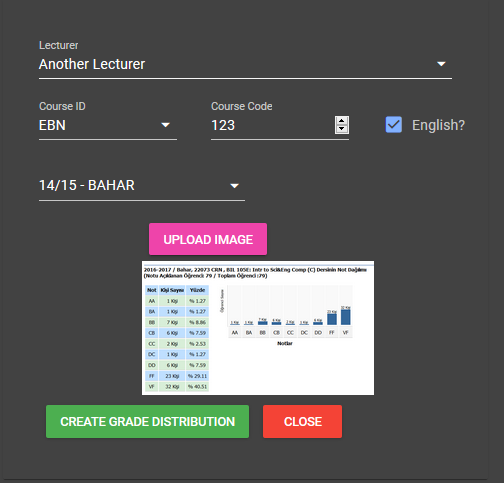 Lecturer
Another Lecturer
Course ID
Course Code
EBN
123
English?
14/15 - BAHAR
UPLOAD IMAGE
2016-2017 / Bahar, 22073 CRN , BIL 105E: Intr to Sci&Eng Comp (C) Dersinin Not Dağılımı
(Notu Açıklanan Öğrenci 79 / Toplam Öğrenci :79)
Not Kişi Sayısı Yüzde
AA 1 Kişi % 1.27
BA 1 Kişi % 1.27
BB 7 Kişi % 8.86
CB 6 Kişi % 7.59
CC 2 Kişi % 2.53
DC 1 Kişi % 1.27
DD 6 Kişi % 7.59
FF 23 Kişi % 29.11
VF 32 Kişi % 40.51
Öğrenci Sayısı
1 Kişi 1 Kişi 7 Kişi 6 Kişi 2 Kişi 1 Kişi 6 Kişi 23 Kişi 32 Kişi
AA BA BB CB CC DC DD FF VF
Notlar
CREATE GRADE DISTRIBUTION
CLOSE